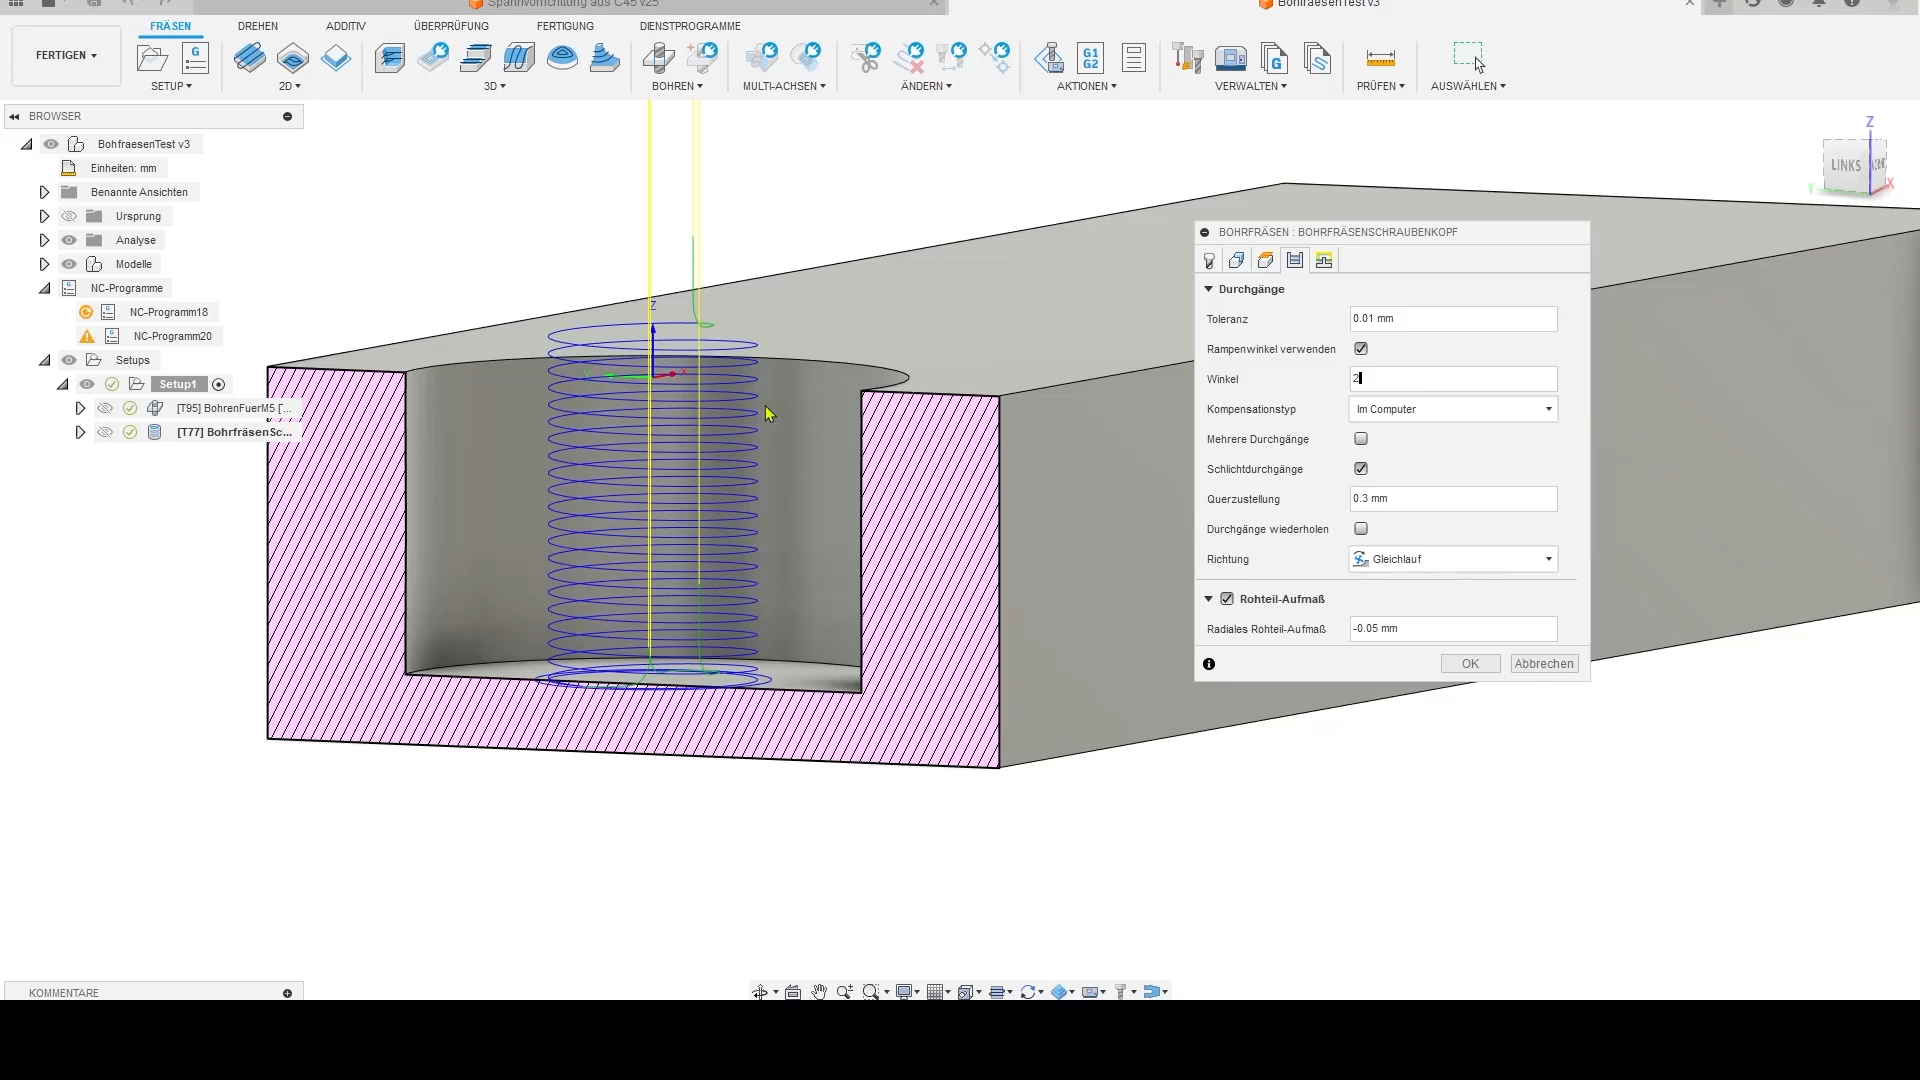 Spannvorrichtung aus C45 v25
BohfraesenTest v3
FRÄSEN DREHEN ADDITIV ÜBERPRÜFUNG FERTIGUNG DIENSTPROGRAMME
FERTIGEN
G
G1
G2
G
SETUP 2D 3D BOHREN MULTI-ACHSEN ÄNDERN AKTIONEN VERWALTEN PRÜFEN AUSWÄHLEN
BROWSER
BohfraesenTest v3
Einheiten: mm
Benannte Ansichten
Ursprung
Analyse
Modelle
NC-Programme
NC-Programm18
NC-Programm20
Setups
Setup1
[T95] BohrenFuerM5 [...
[T77] BohrfräsenSc...
Z
Y
X
Z
LINKS
Y
X
BOHRFRÄSEN : BOHRFRÄSENSCHRAUBENKOPF
Durchgänge
Toleranz 0.01 mm
Rampenwinkel verwenden
Winkel 2
Kompensationstyp Im Computer
Mehrere Durchgänge
Schlichtdurchgänge
Querzustellung 0.3 mm
Durchgänge wiederholen
Richtung Gleichlauf
Rohteil-Aufmaß
Radiales Rohteil-Aufmaß -0.05 mm
OK Abbrechen
KOMMENTARE